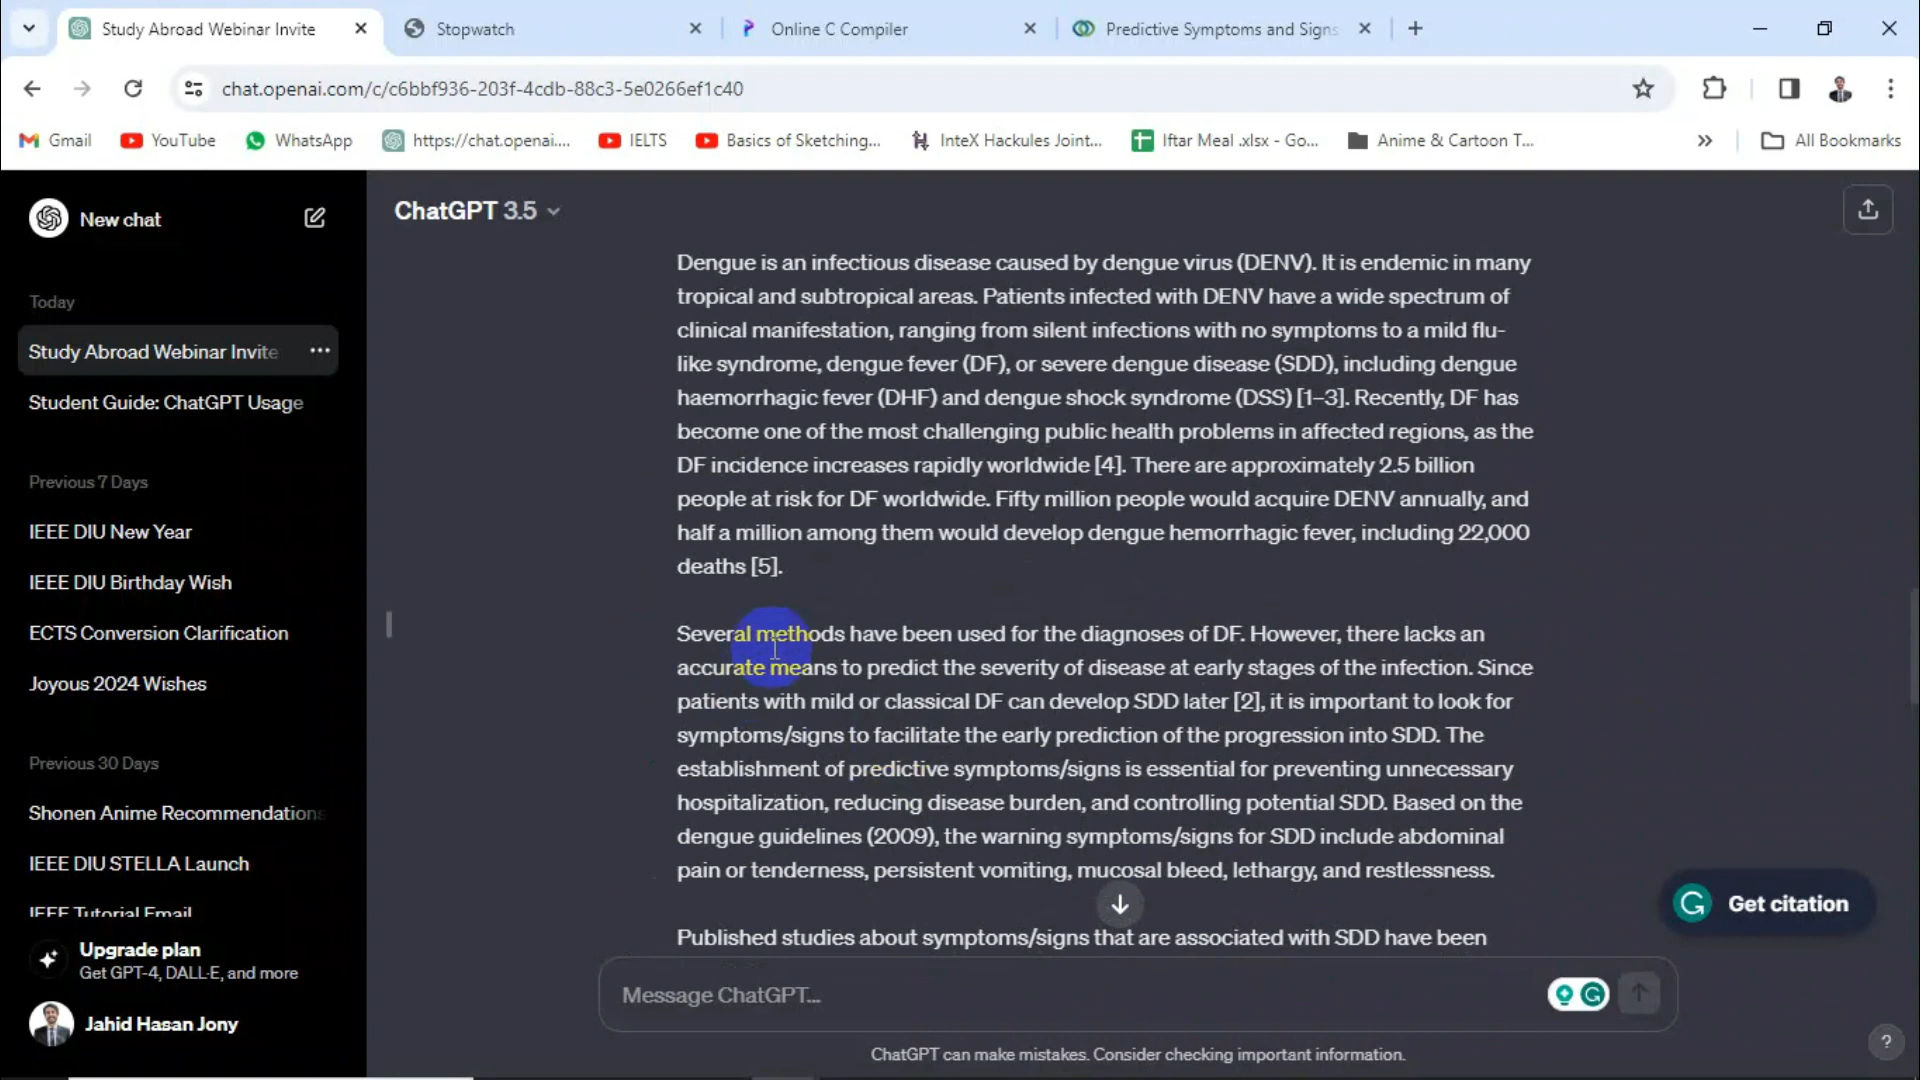 Study Abroad Webinar Invite
Stopwatch
Online C Compiler
Predictive Symptoms and Signs
chat.openai.com/c/c6bbf936-203f-4cdb-88c3-5e0266ef1c40
Gmail
YouTube
WhatsApp
https://chat.openai....
IELTS
Basics of Sketching...
InteX Hackules Joint...
Iftar Meal .xlsx - Go...
Anime & Cartoon T...
All Bookmarks
New chat
ChatGPT 3.5
Today
Study Abroad Webinar Invite
Student Guide: ChatGPT Usage
Previous 7 Days
IEEE DIU New Year
IEEE DIU Birthday Wish
ECTS Conversion Clarification
Joyous 2024 Wishes
Previous 30 Days
Shonen Anime Recommendations
IEEE DIU STELLA Launch
IEEE Tutorial Email
Upgrade plan
Get GPT-4, DALL·E, and more
Jahid Hasan Jony
Dengue is an infectious disease caused by dengue virus (DENV). It is endemic in many
tropical and subtropical areas. Patients infected with DENV have a wide spectrum of
clinical manifestation, ranging from silent infections with no symptoms to a mild flu-
like syndrome, dengue fever (DF), or severe dengue disease (SDD), including dengue
haemorrhagic fever (DHF) and dengue shock syndrome (DSS) [1–3]. Recently, DF has
become one of the most challenging public health problems in affected regions, as the
DF incidence increases rapidly worldwide [4]. There are approximately 2.5 billion
people at risk for DF worldwide. Fifty million people would acquire DENV annually, and
half a million among them would develop dengue hemorrhagic fever, including 22,000
deaths [5].
Several methods have been used for the diagnoses of DF. However, there lacks an
accurate means to predict the severity of disease at early stages of the infection. Since
patients with mild or classical DF can develop SDD later [2], it is important to look for
symptoms/signs to facilitate the early prediction of the progression into SDD. The
establishment of predictive symptoms/signs is essential for preventing unnecessary
hospitalization, reducing disease burden, and controlling potential SDD. Based on the
dengue guidelines (2009), the warning symptoms/signs for SDD include abdominal
pain or tenderness, persistent vomiting, mucosal bleed, lethargy, and restlessness.
Published studies about symptoms/signs that are associated with SDD have been
Get citation
Message ChatGPT...
ChatGPT can make mistakes. Consider checking important information.
?